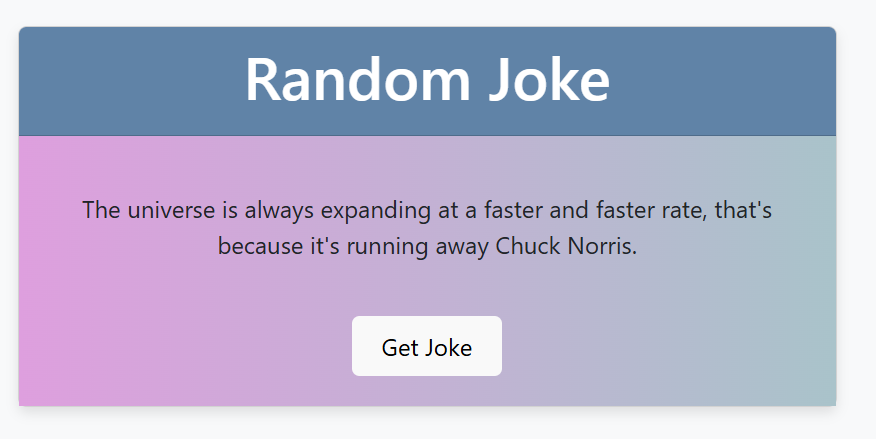 Random Joke
The universe is always expanding at a faster and faster rate, that's
because it's running away Chuck Norris.
Get Joke